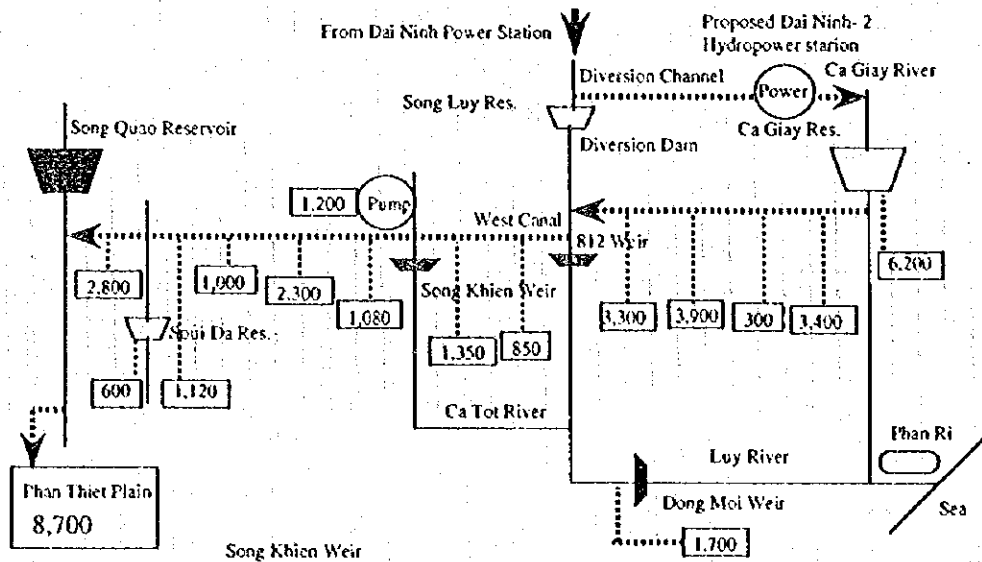 From Dai Ninh Power Station
Proposed Dai Ninh- 2
Hydropower starion
Diversion Channel
Power
Ca Giay River
Song Luy Res.
Ca Giay Res.
Song Quao Reservoir
Diversion Dam
1,200
Pump
West Canal
812 Weir
6,200
2,800
1,000
2,300
1,080
Song Khien Weir
3,300
3,900
300
3,400
Soui Da Res.
1,350
850
600
1,120
Ca Tot River
Phan Ri
Luy River
Phan Thiet Plain
8,700
Dong Moi Weir
Sea
1,700
Song Khien Weir